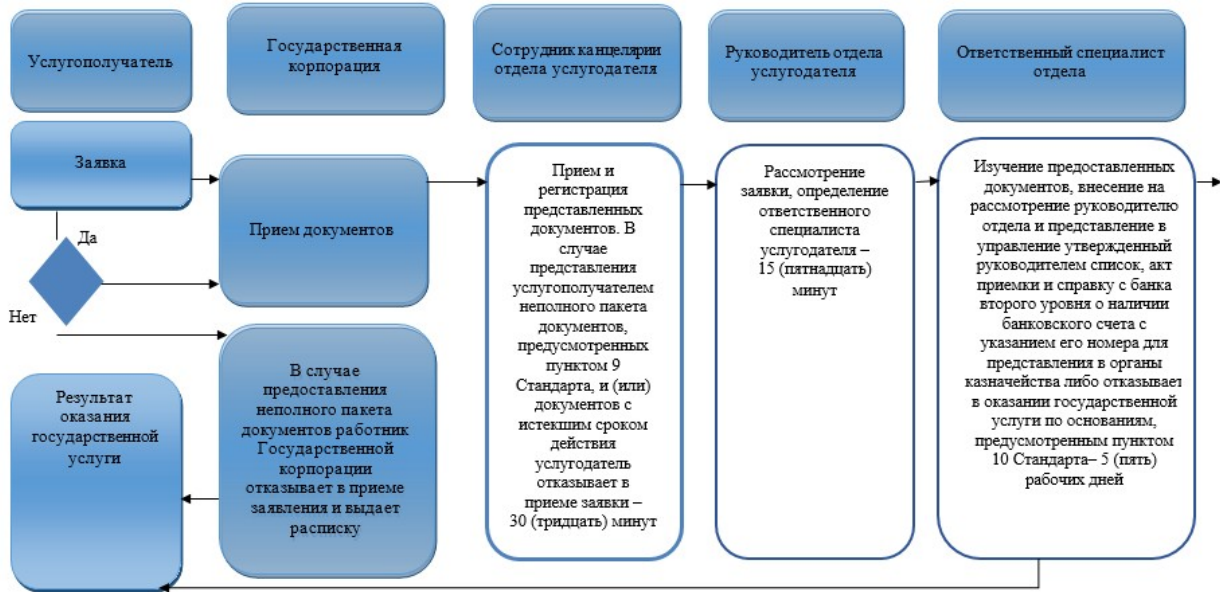 Услугополучатель
Государственная
корпорация
Сотрудник канцелярии
отдела услугодателя
Руководитель отдела
услугодателя
Ответственный специалист
отдела
Заявка
Да
Нет
Прием документов
В случае
предоставления
неполного пакета
документов работник
Государственной
корпорации
отказывает в приеме
заявления и выдает
расписку
Результат
оказания
государственной
услуги
Прием и
регистрация
представленных
документов. В
случае
представления
услугополучателем
неполного пакета
документов,
предусмотренных
пунктом 9
Стандарта, и (или)
документов с
истекшим сроком
действия
услугодатель
отказывает в
приеме заявки –
30 (тридцать) минут
Рассмотрение
заявки, определение
ответственного
специалиста
услугодателя –
15 (пятнадцать)
минут
Изучение предоставленных
документов, внесение на
рассмотрение руководителю
отдела и представление в
управление утвержденный
руководителем список, акт
приемки и справку с банка
второго уровня о наличии
банковского счета с
указанием его номера для
представления в органы
казначейства либо отказывает
в оказании государственной
услуги по основаниям,
предусмотренным пунктом
10 Стандарта– 5 (пять)
рабочих дней